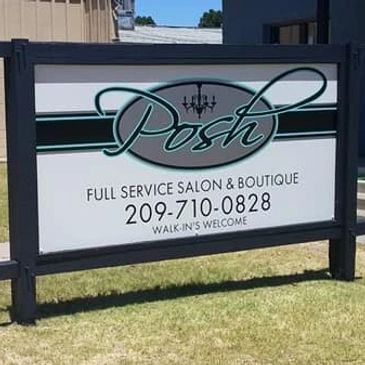 Posh
FULL SERVICE SALON & BOUTIQUE
209-710-0828
WALK-IN'S WELCOME